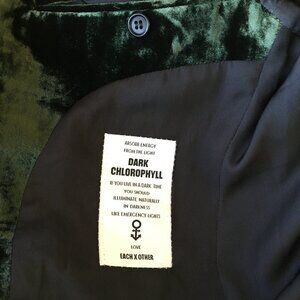 ABSORB ENERGY
FROM THE LIGHT
DARK
CHLOROPHYLL
IF YOU LIVE IN A DARK TIME
YOU SHOULD
ILLUMINATE NATURALLY
IN DARKNESS
LIKE EMERGENCE LIGHTS
LOVE
EACH X OTHER